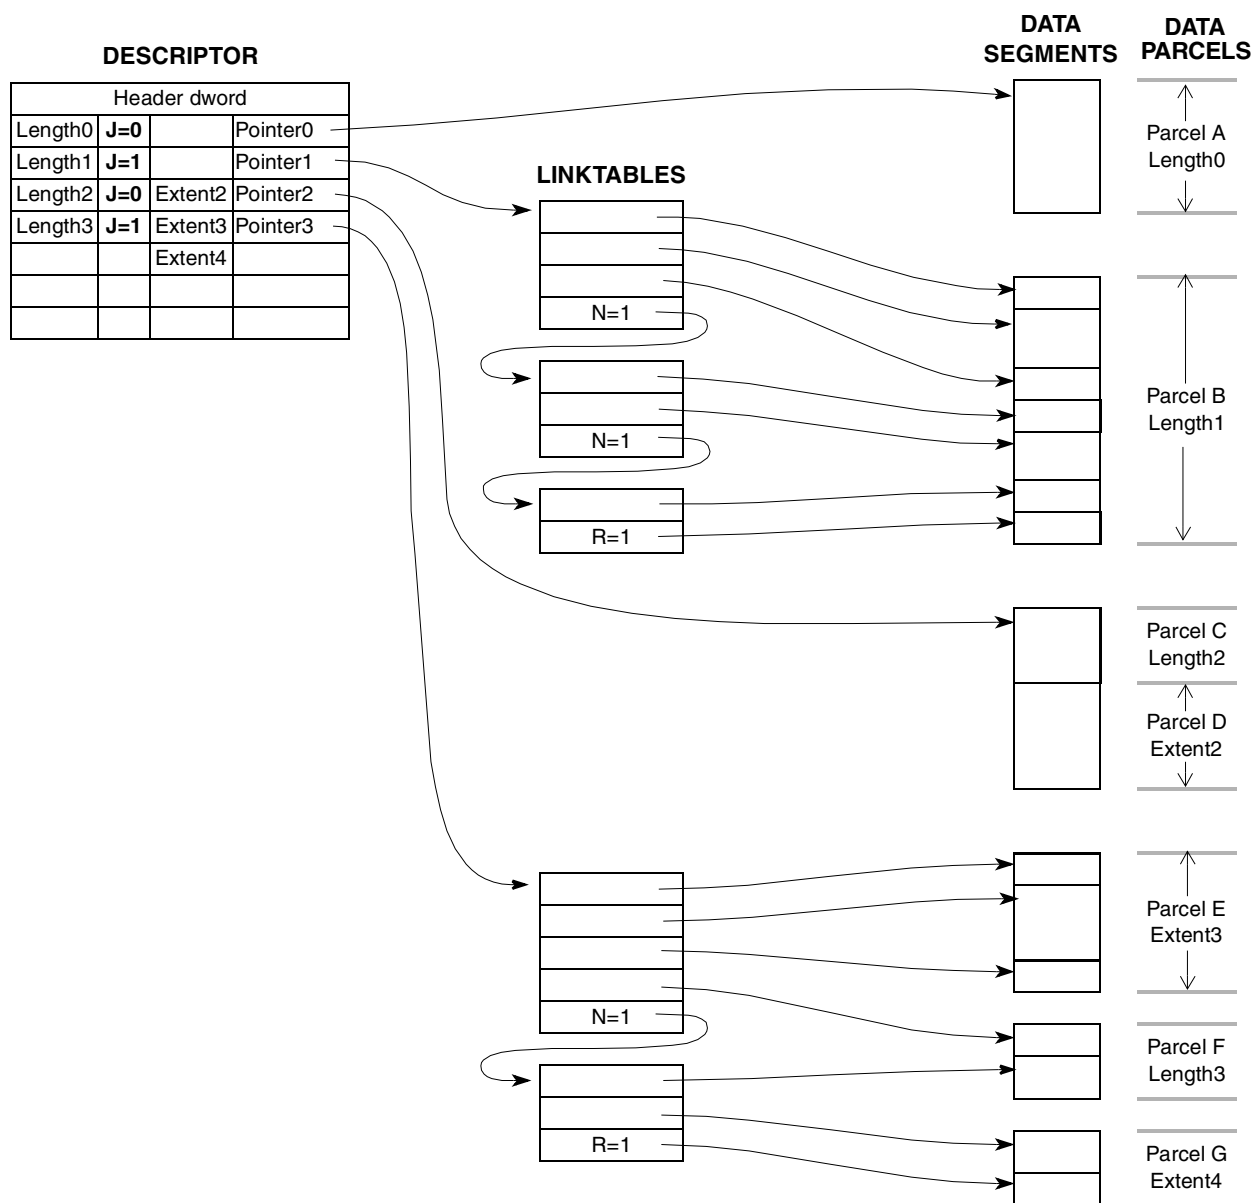 DESCRIPTOR
Header dword
Length0 J=0 Pointer0
Length1 J=1 Pointer1
Length2 J=0 Extent2 Pointer2
Length3 J=1 Extent3 Pointer3
Extent4
LINKTABLES
N=1
N=1
R=1
N=1
R=1
DATA
SEGMENTS
DATA
PARCELS
Parcel A
Length0
Parcel B
Length1
Parcel C
Length2
Parcel D
Extent2
Parcel E
Extent3
Parcel F
Length3
Parcel G
Extent4